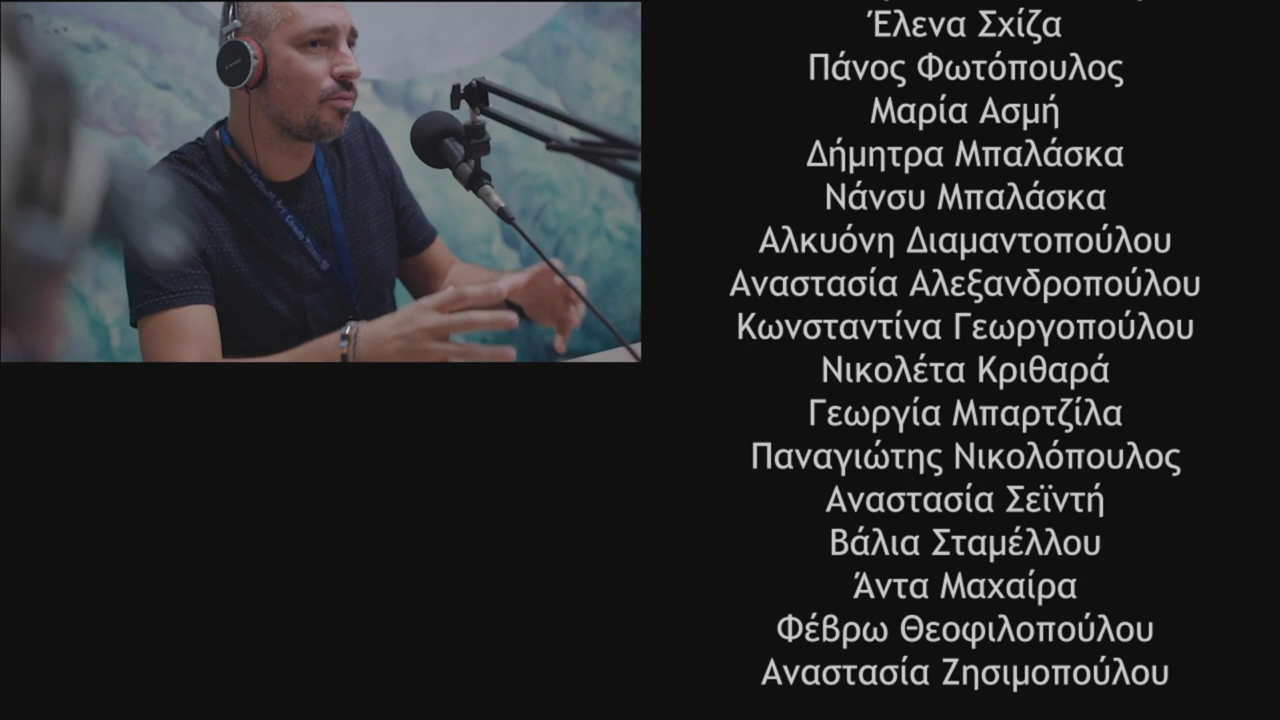 Έλενα Σχίζα
Πάνος Φωτόπουλος
Μαρία Ασμή
Δήμητρα Μπαλάσκα
Νάνσυ Μπαλάσκα
Αλκυόνη Διαμαντοπούλου
Αναστασία Αλεξανδροπούλου
Κωνσταντίνα Γεωργοπούλου
Νικολέτα Κριθαρά
Γεωργία Μπαρτζίλα
Παναγιώτης Νικολόπουλος
Αναστασία Σεϊντή
Βάλια Σταμέλλου
Άντα Μαχαίρα
Φέβρω Θεοφιλοπούλου
Αναστασία Ζησιμοπούλου